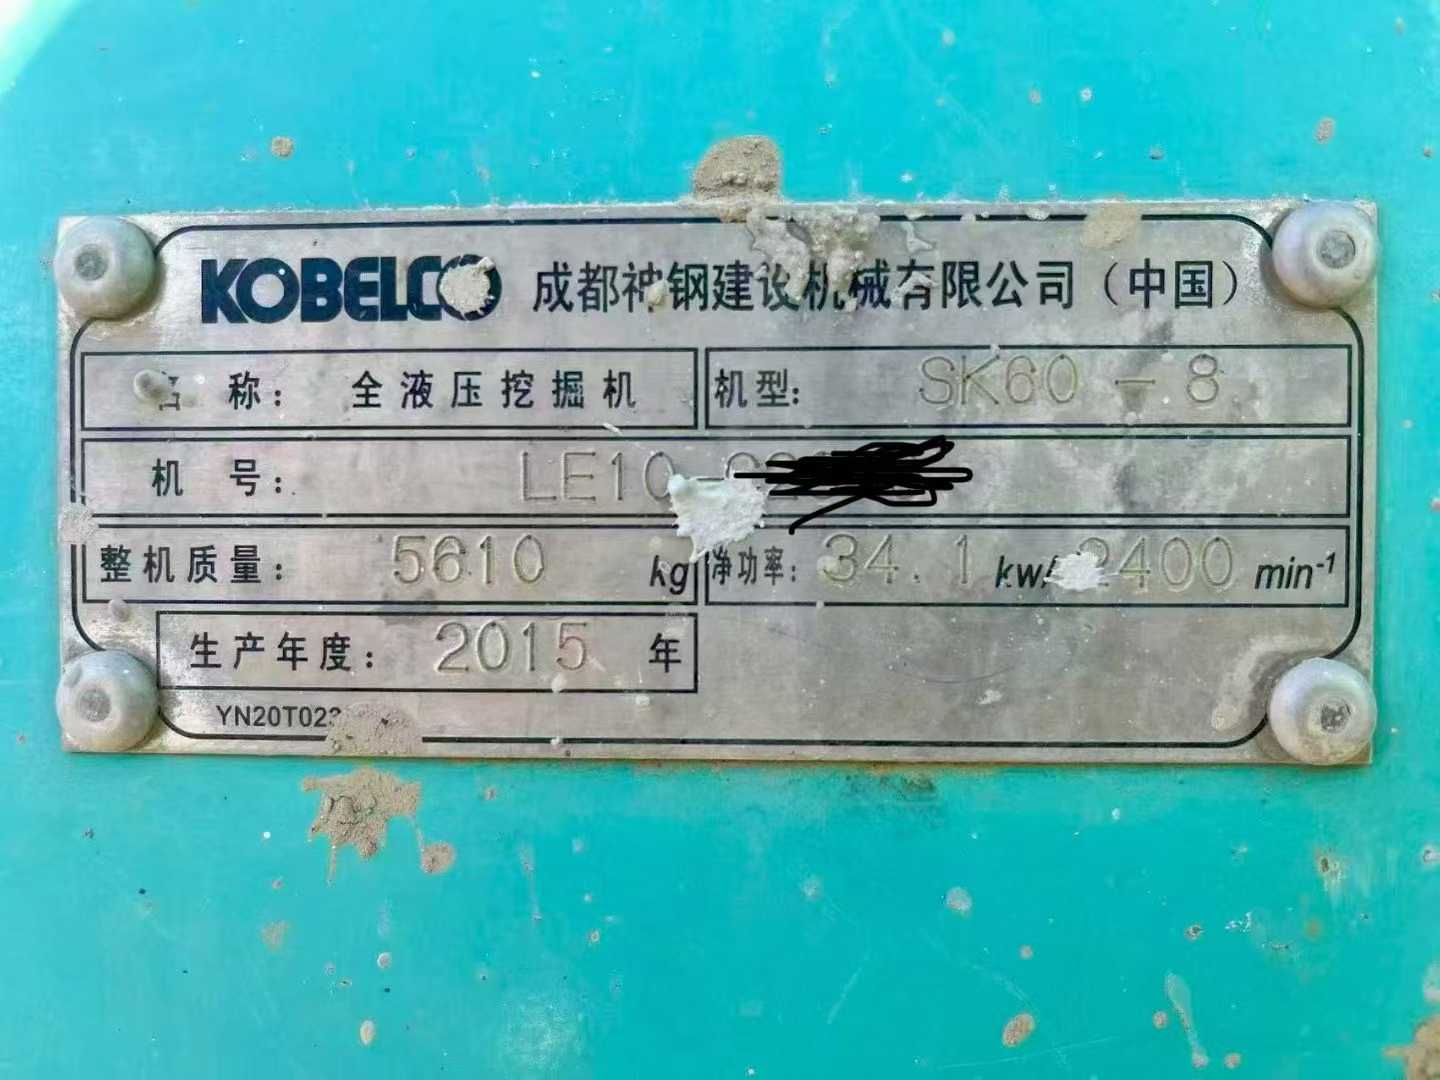 KOBELCO 成都神钢建设机械有限公司（中国）
名 称： 全液压挖掘机 机型: SK60-8
机 号： LE10
整机质量： 5610 kg 净功率: 34.1 kw/ 2400 min⁻¹
生产年度： 2015 年
YN20T02